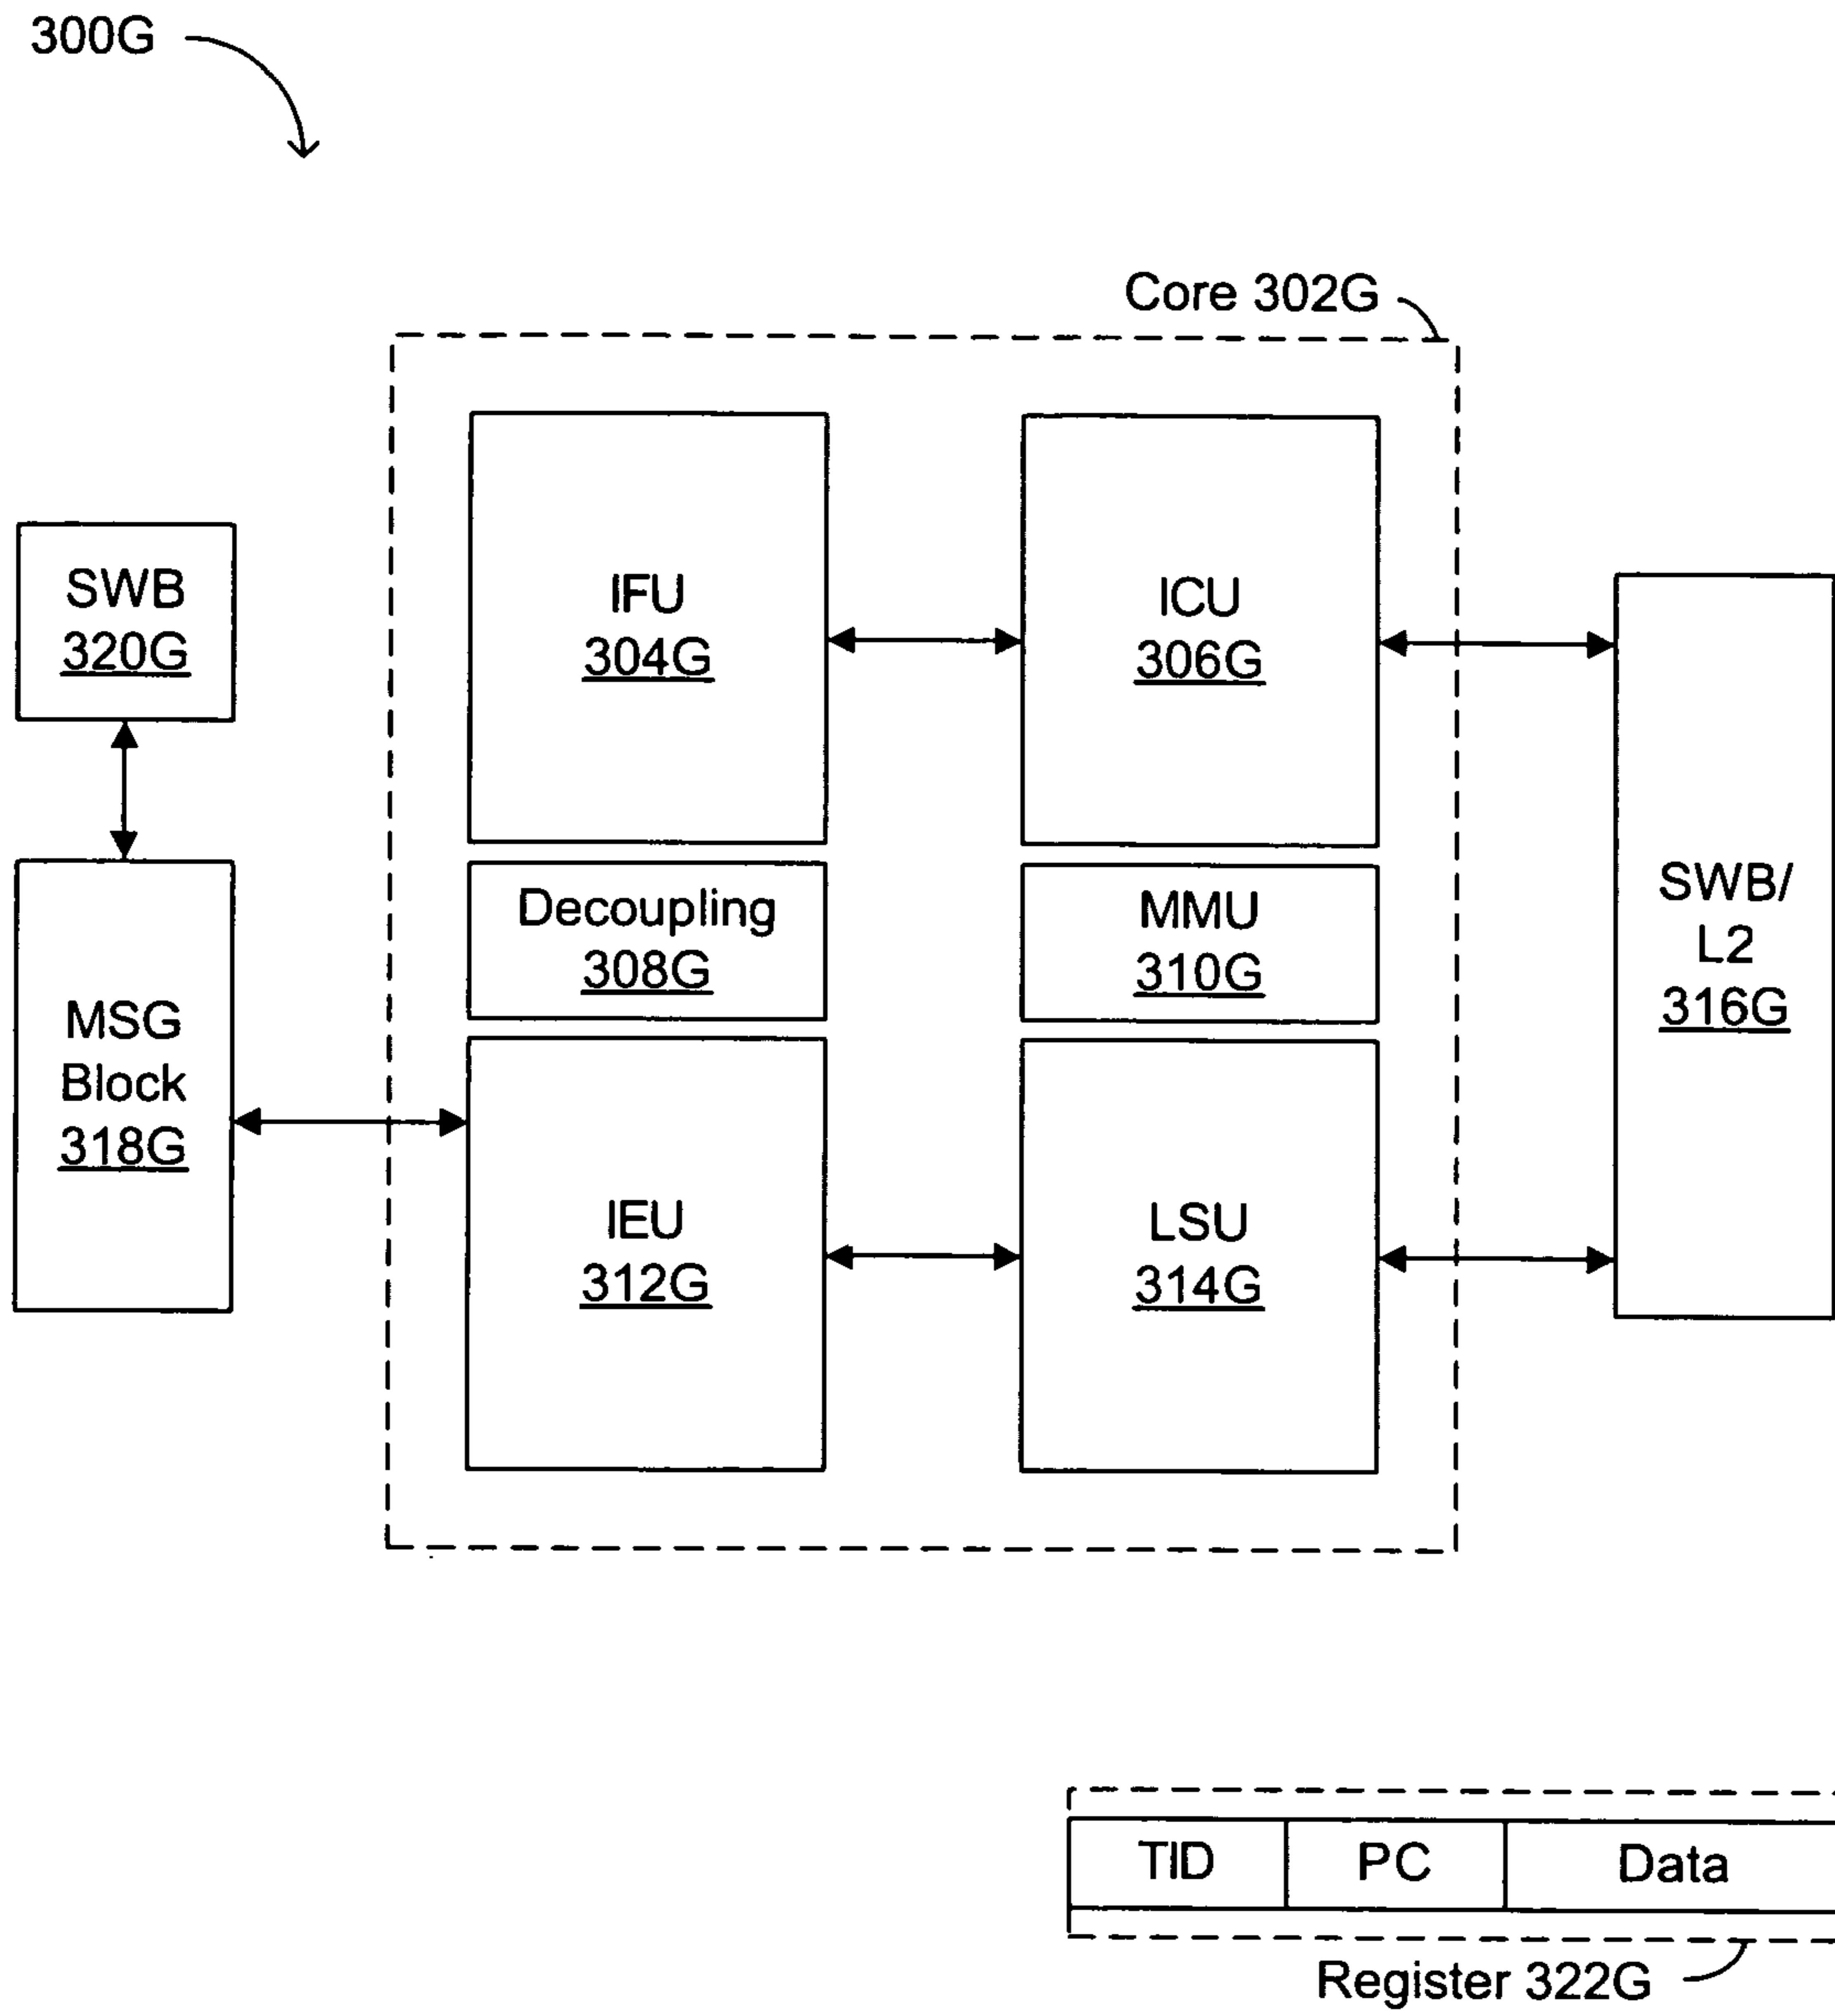 300G
Core 302G
IFU
304G
ICU
306G
SWB
320G
Decoupling
308G
MMU
310G
SWB/
L2
316G
MSG
Block
318G
IEU
312G
LSU
314G
TID PC Data
Register 322G